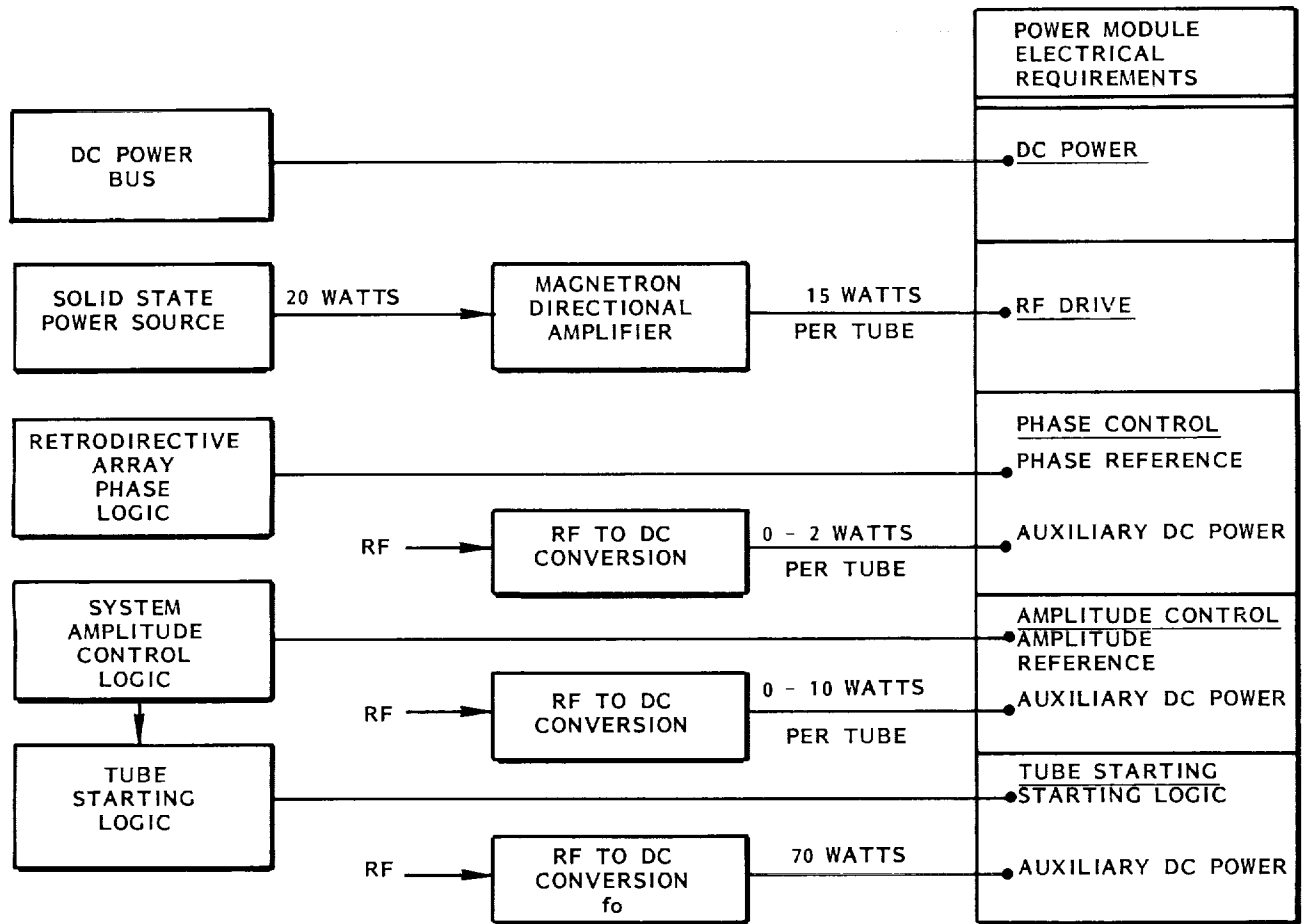 POWER MODULE
ELECTRICAL
REQUIREMENTS
DC POWER
BUS
DC POWER
SOLID STATE
POWER SOURCE
20 WATTS
MAGNETRON
DIRECTIONAL
AMPLIFIER
15 WATTS
PER TUBE
RF DRIVE
RETRODIRECTIVE
ARRAY
PHASE
LOGIC
PHASE CONTROL
PHASE REFERENCE
RF
RF TO DC
CONVERSION
0 - 2 WATTS
PER TUBE
AUXILIARY DC POWER
SYSTEM
AMPLITUDE
CONTROL
LOGIC
AMPLITUDE CONTROL
AMPLITUDE
REFERENCE
RF
RF TO DC
CONVERSION
0 - 10 WATTS
PER TUBE
AUXILIARY DC POWER
TUBE
STARTING
LOGIC
TUBE STARTING
STARTING LOGIC
RF
RF TO DC
CONVERSION
fo
70 WATTS
AUXILIARY DC POWER